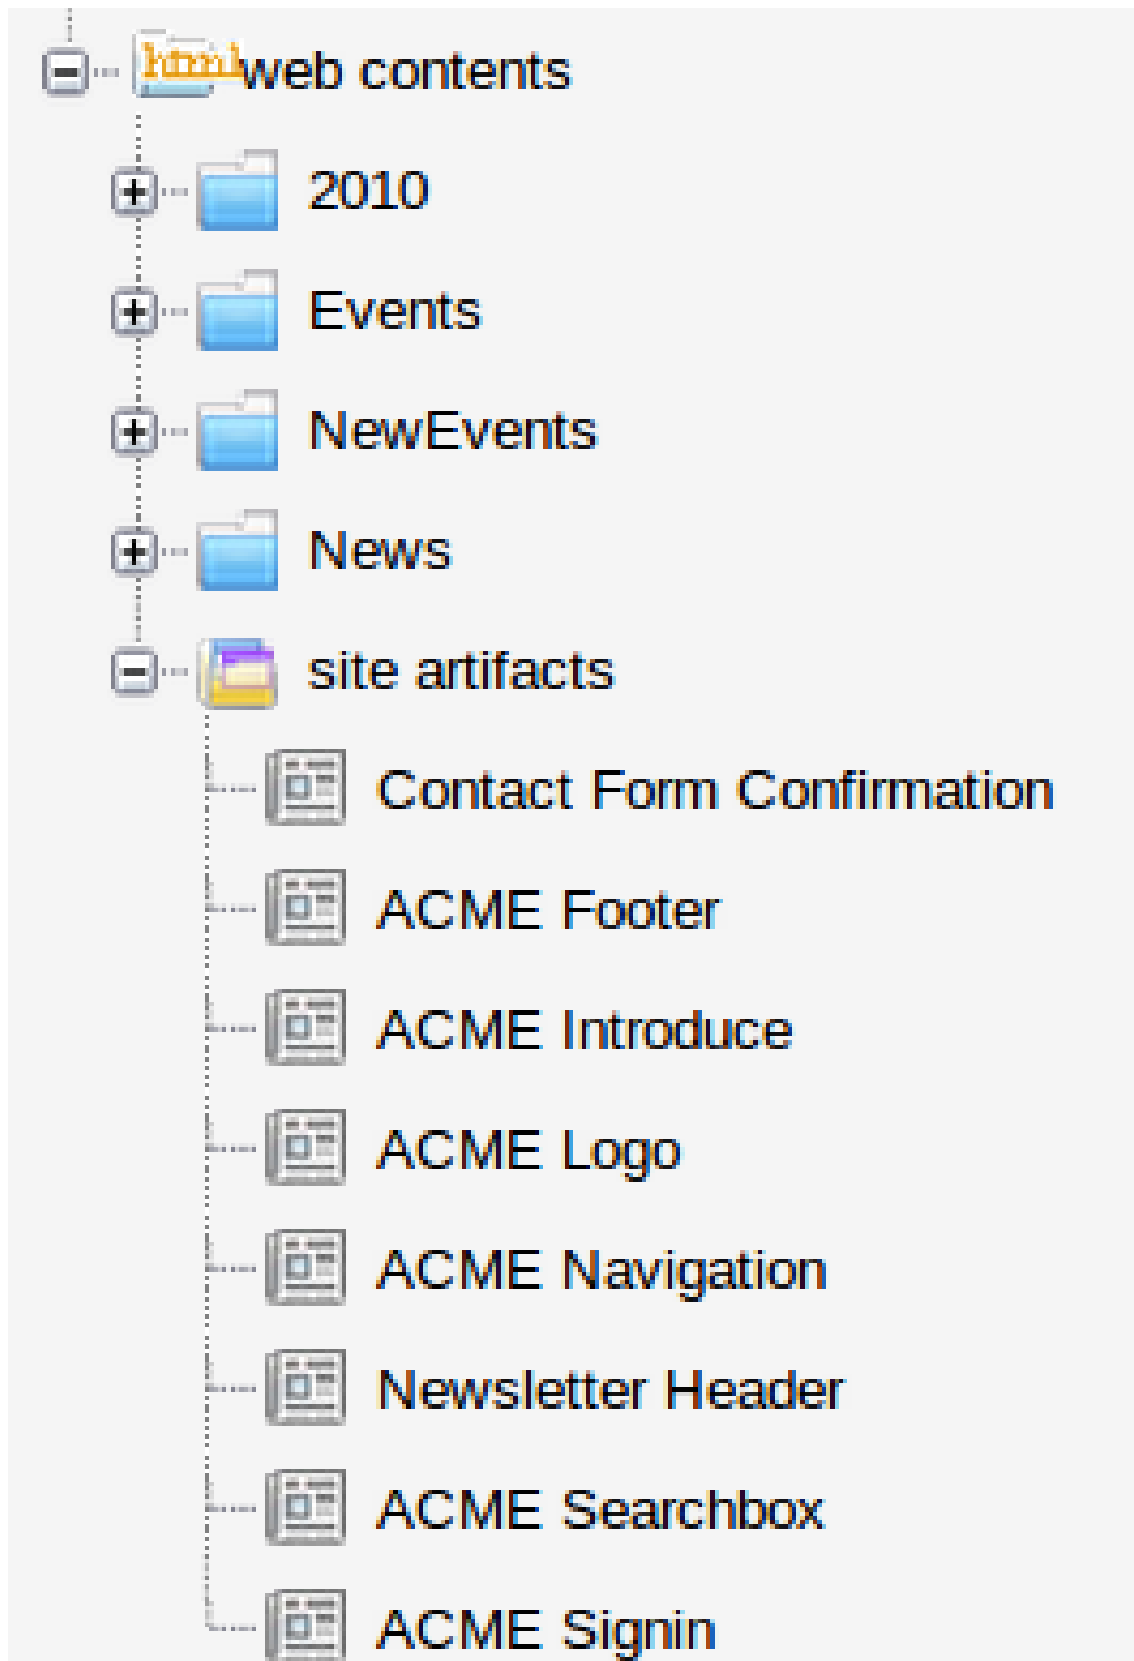 html web contents
2010
Events
NewEvents
News
site artifacts
Contact Form Confirmation
ACME Footer
ACME Introduce
ACME Logo
ACME Navigation
Newsletter Header
ACME Searchbox
ACME Signin